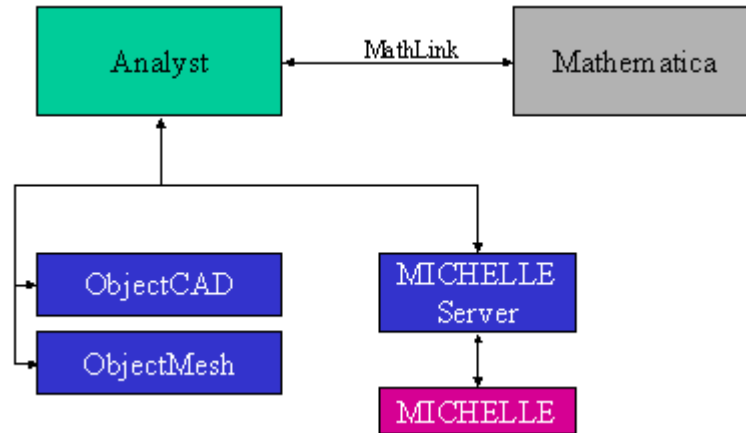 Analyst
MathLink
Mathematica
ObjectCAD
MICHELLE
Server
ObjectMesh
MICHELLE